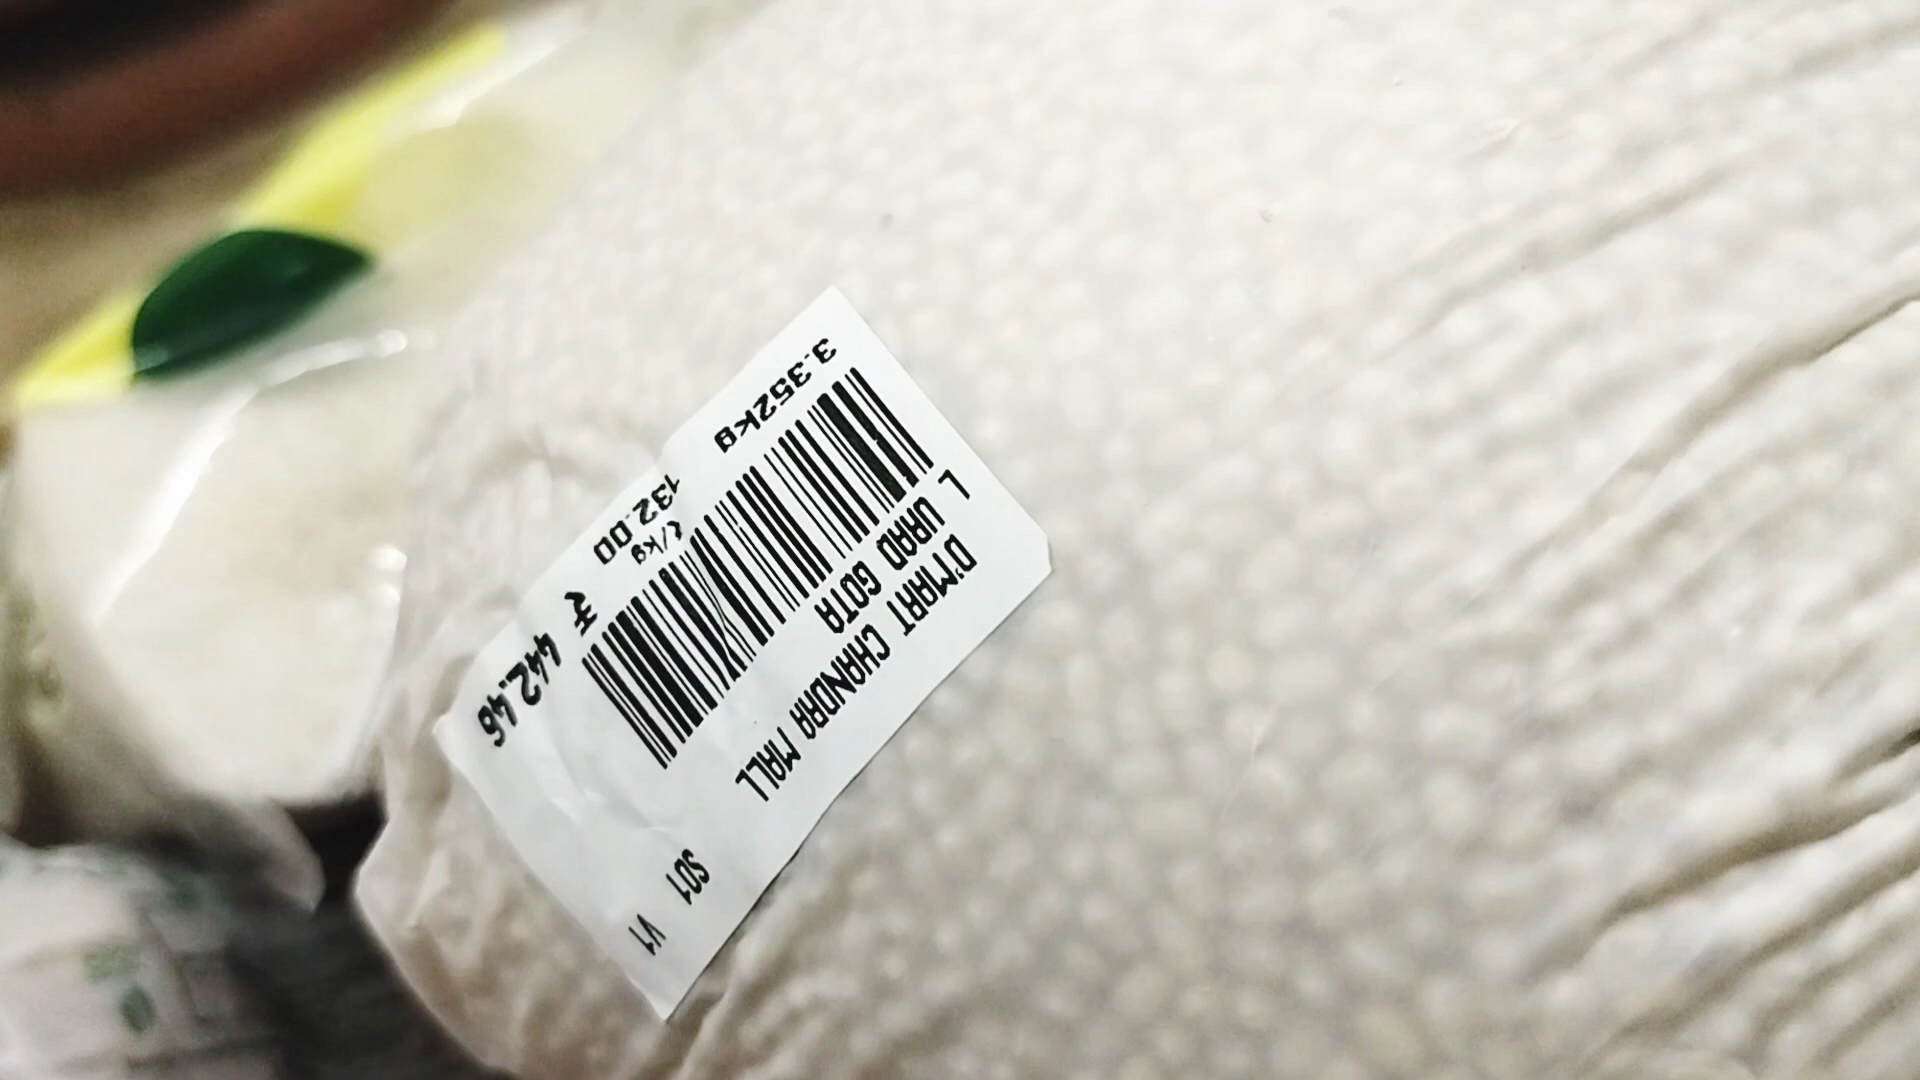 D'MART CHANDRA MALL
L URAD GOTA
3.352kg
₹/kg
132.00
₹ 442.46
S01 V1